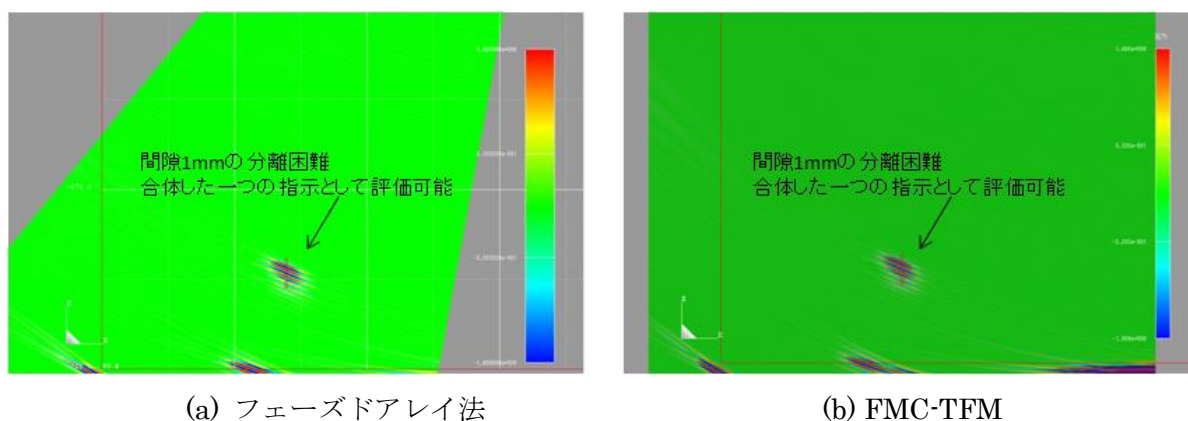 間隙1mmの分離困難
合体した一つの指示として評価可能
間隙1mmの分離困難
合体した一つの指示として評価可能
(a) フェーズドアレイ法
(b) FMC-TFM